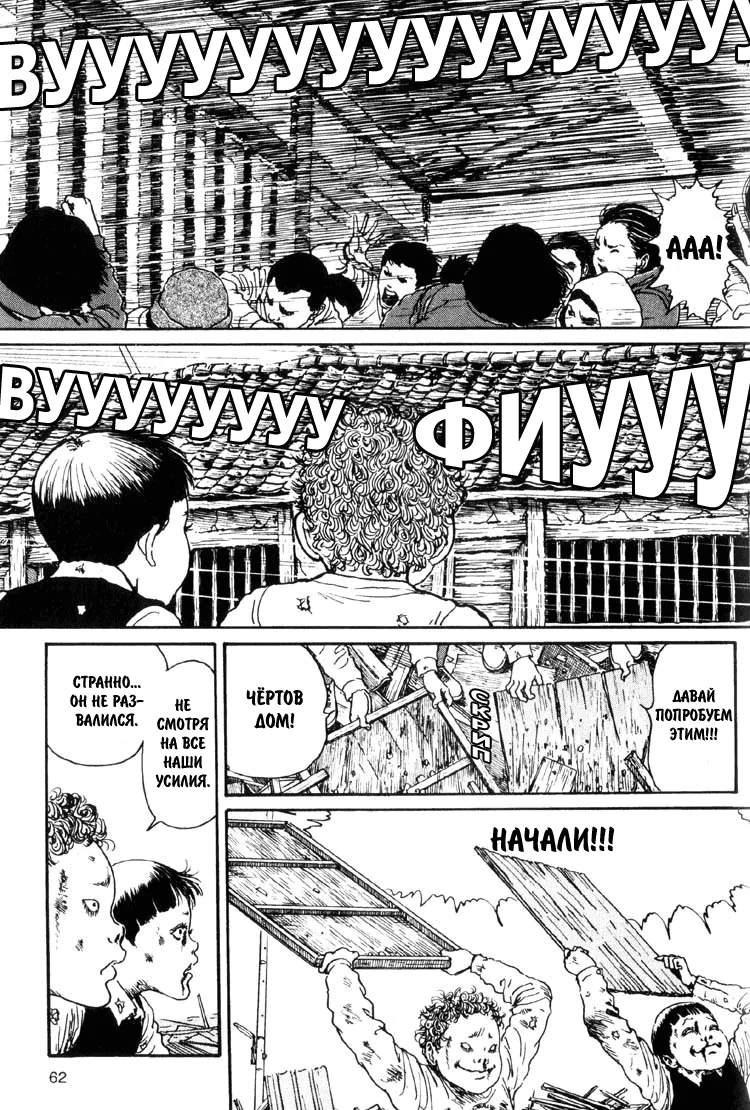 ВУУУУУУУУУУУУУУУУУ
ААА!
ВУУУУУУУУ
ФИУУУ
СТРАННО...
ОН НЕ РАЗ-
ВАЛИЛСЯ.
НЕ
СМОТРЯ
НА ВСЕ
НАШИ
УСИЛИЯ.
ЧЁРТОВ
ДОМ!
ДАВАЙ
ПОПРОБУЕМ
ЭТИМ!!!
НАЧАЛИ!!!
62